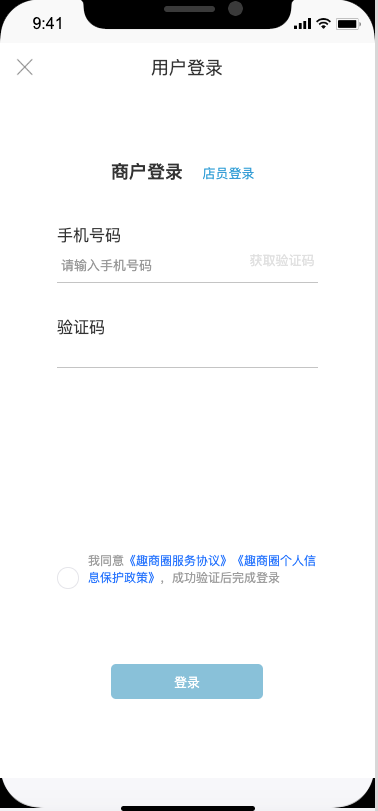 9:41
用户登录
商户登录 店员登录
手机号码
请输入手机号码 获取验证码
验证码
我同意《趣商圈服务协议》《趣商圈个人信
息保护政策》，成功验证后完成登录
登录